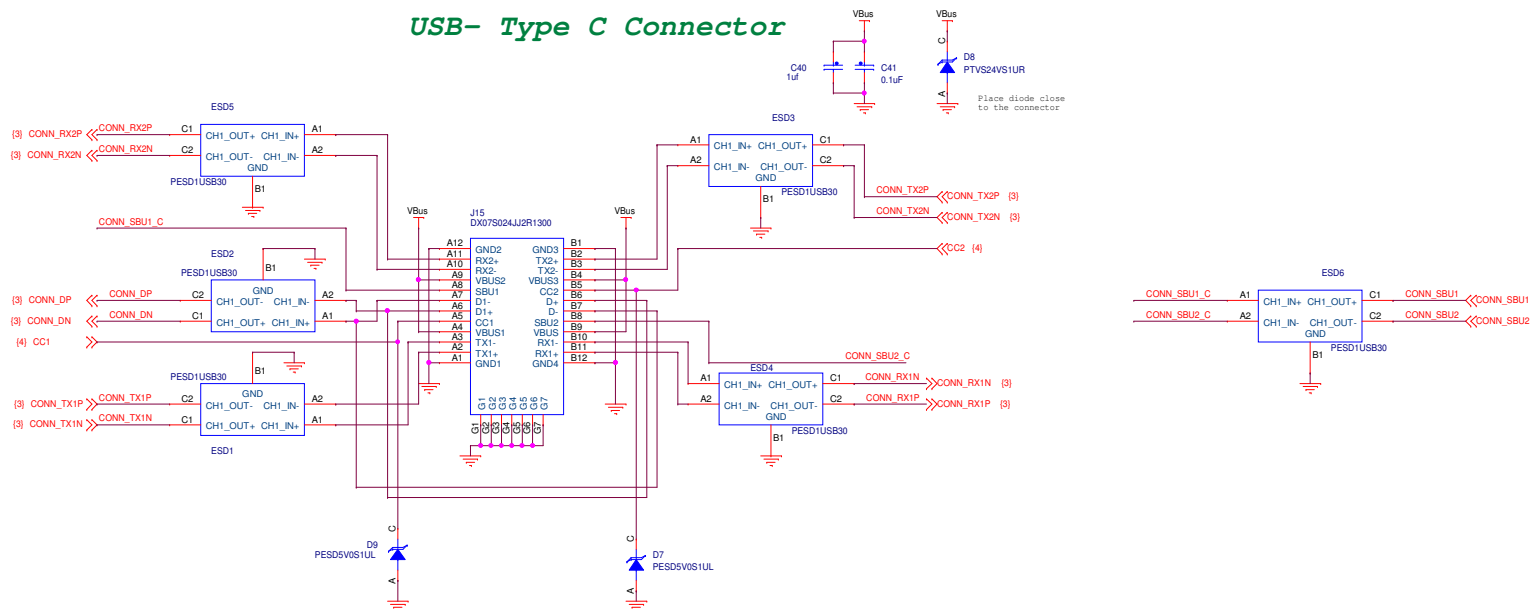 USB- Type C Connector
VBus
VBus
C40
1uf
C41
0.1uF
C
D8
PTVS24VS1UR
A
Place diode close
to the connector
ESD5
{3} CONN_RX2P
CONN_RX2P
C1
CH1_OUT+ CH1_IN+
A1
{3} CONN_RX2N
CONN_RX2N
C2
CH1_OUT- CH1_IN-
A2
GND
PESD1USB30
B1
ESD3
A1
CH1_IN+ CH1_OUT+
C1
A2
CH1_IN- CH1_OUT-
C2
GND
PESD1USB30
B1
CONN_TX2P
CONN_TX2P {3}
CONN_TX2N
CONN_TX2N {3}
CC2 {4}
CONN_SBU1_C
ESD2
PESD1USB30
B1
GND
{3} CONN_DP
CONN_DP
C2
CH1_OUT- CH1_IN-
A2
{3} CONN_DN
CONN_DN
C1
CH1_OUT+ CH1_IN+
A1
{4} CC1
PESD1USB30
B1
GND
{3} CONN_TX1P
CONN_TX1P
C2
CH1_OUT- CH1_IN-
A2
{3} CONN_TX1N
CONN_TX1N
C1
CH1_OUT+ CH1_IN+
A1
ESD1
VBus
J15
DX07S024JJ2R1300
VBus
A12 GND2 GND3 B1
A11 RX2+ TX2+ B2
A10 RX2- TX2- B3
A9 VBUS2 VBUS3 B4
A8 SBU1 CC2 B5
A7 D1- D+ B6
A6 D1+ D- B7
A5 CC1 SBU2 B8
A4 VBUS1 VBUS B9
A3 TX1- RX1- B10
A2 TX1+ RX1+ B11
A1 GND1 GND4 B12
G1 G2 G3 G4 G5 G6 G7
G1 G2 G3 G4 G5 G6 G7
CONN_SBU2_C
ESD4
A1
CH1_IN+ CH1_OUT+
C1
CONN_RX1N
CONN_RX1N {3}
A2
CH1_IN- CH1_OUT-
C2
CONN_RX1P
CONN_RX1P {3}
GND
PESD1USB30
B1
ESD6
CONN_SBU1_C
A1
CH1_IN+ CH1_OUT+
C1
CONN_SBU1
CONN_SBU1
CONN_SBU2_C
A2
CH1_IN- CH1_OUT-
C2
CONN_SBU2
CONN_SBU2
GND
PESD1USB30
B1
C
D9
PESD5V0S1UL
A
C
D7
PESD5V0S1UL
A